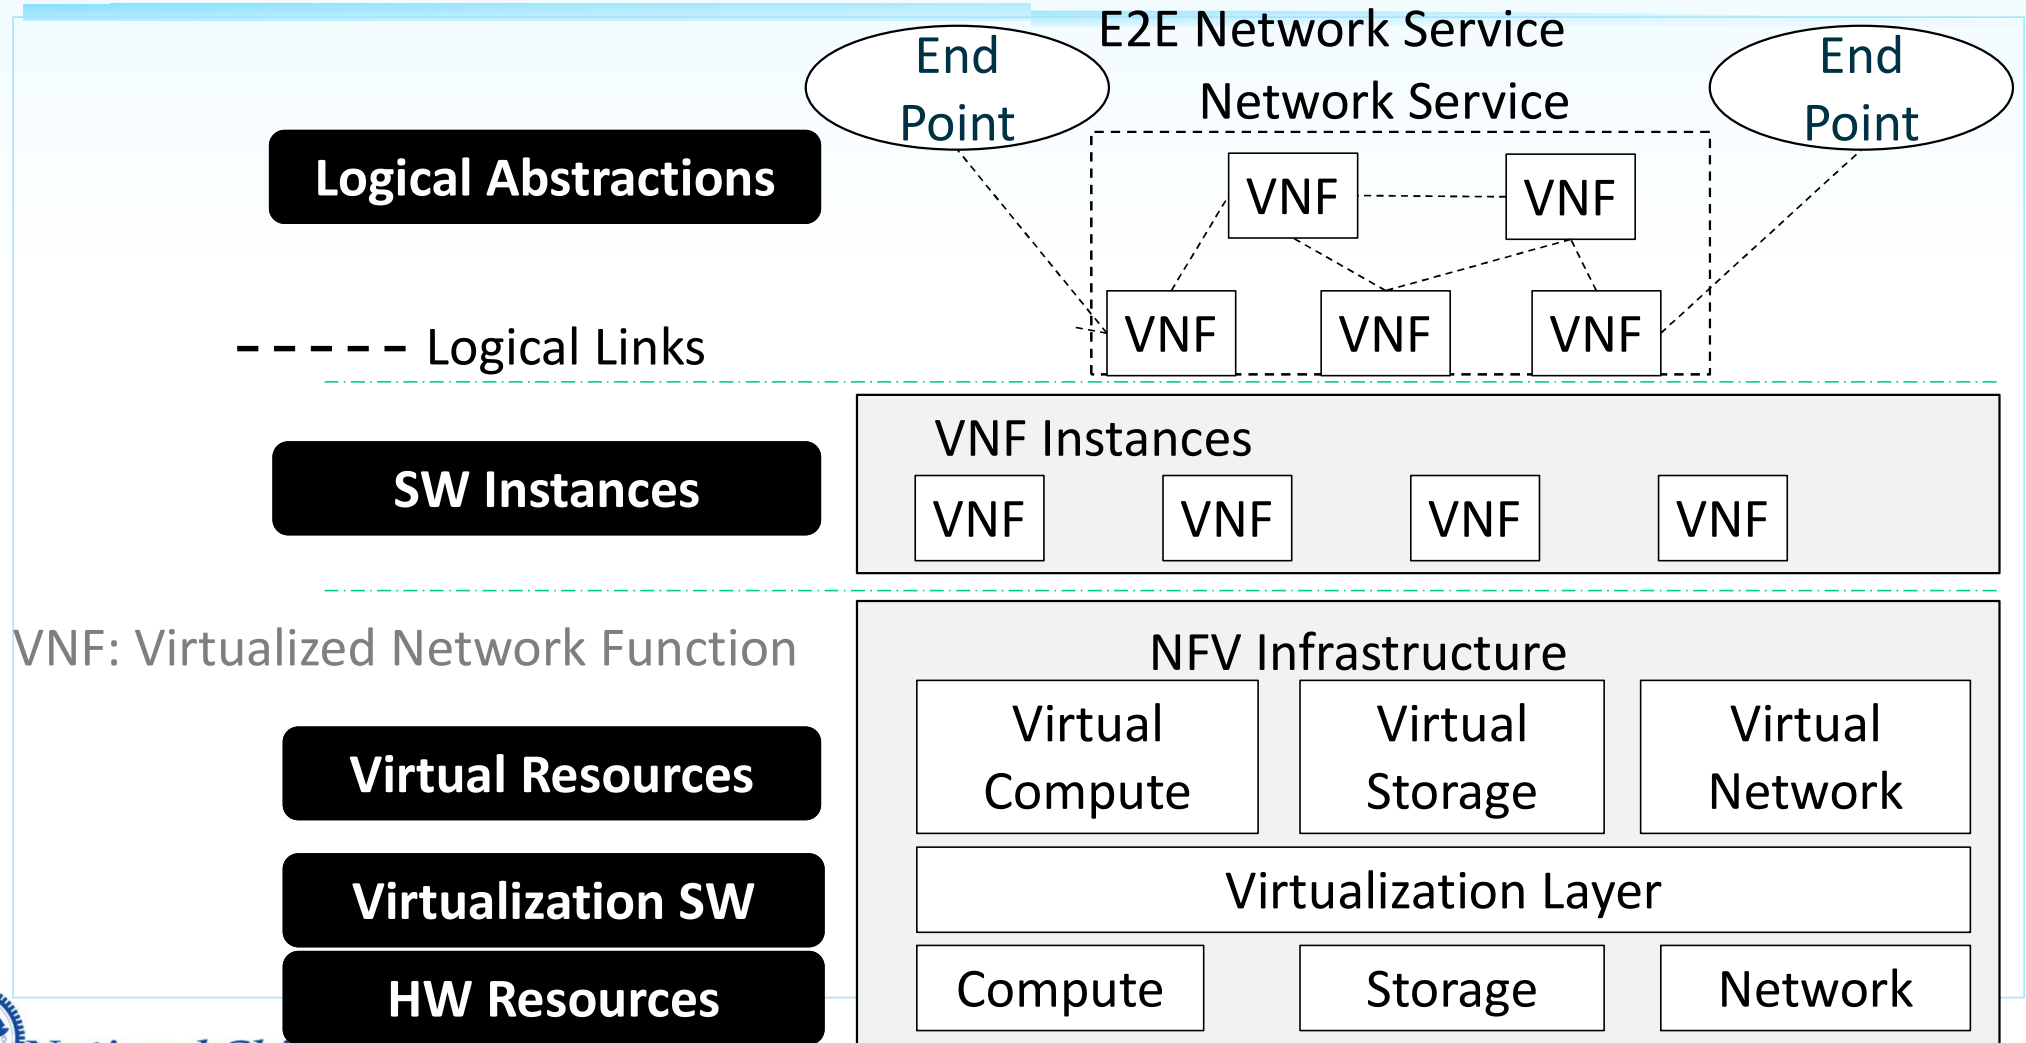 E2E Network Service
End
Point
Network Service
End
Point
Logical Abstractions
VNF
VNF
VNF
VNF
VNF
Logical Links
VNF Instances
SW Instances
VNF
VNF
VNF
VNF
VNF: Virtualized Network Function
NFV Infrastructure
Virtual Resources
Virtual
Compute
Virtual
Storage
Virtual
Network
Virtualization SW
Virtualization Layer
HW Resources
Compute
Storage
Network